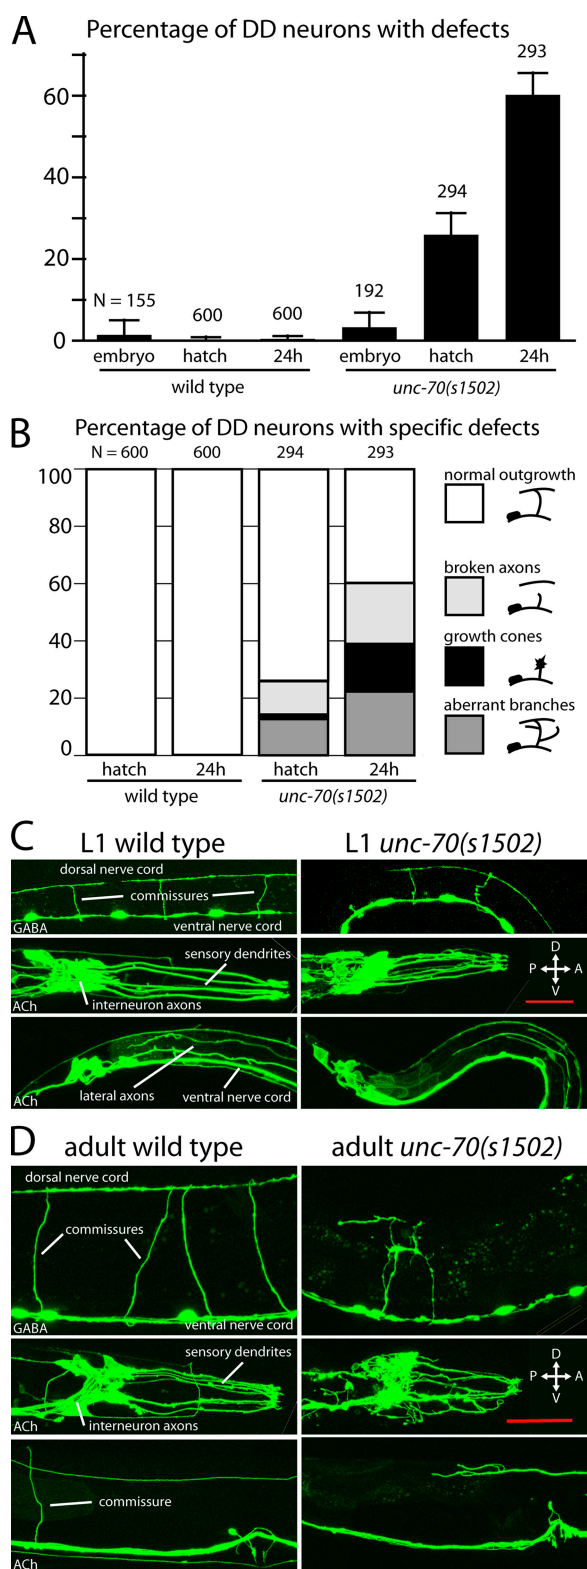 A
Percentage of DD neurons with defects
293
60
294
40
192
20
N = 155
600
600
0
embryo
hatch
24h
embryo
hatch
24h
wild type
unc-70(s1502)
B
Percentage of DD neurons with specific defects
N = 600
600
294
293
100
80
60
40
20
0
normal outgrowth
broken axons
growth cones
aberrant branches
hatch
24h
hatch
24h
wild type
unc-70(s1502)
C
L1 wild type
L1 unc-70(s1502)
dorsal nerve cord
commissures
GABA
ventral nerve cord
sensory dendrites
interneuron axons
ACh
D
P
A
V
lateral axons
ventral nerve cord
ACh
D
adult wild type
adult unc-70(s1502)
dorsal nerve cord
commissures
GABA
ventral nerve cord
sensory dendrites
interneuron axons
ACh
D
P
A
V
commissure
ACh